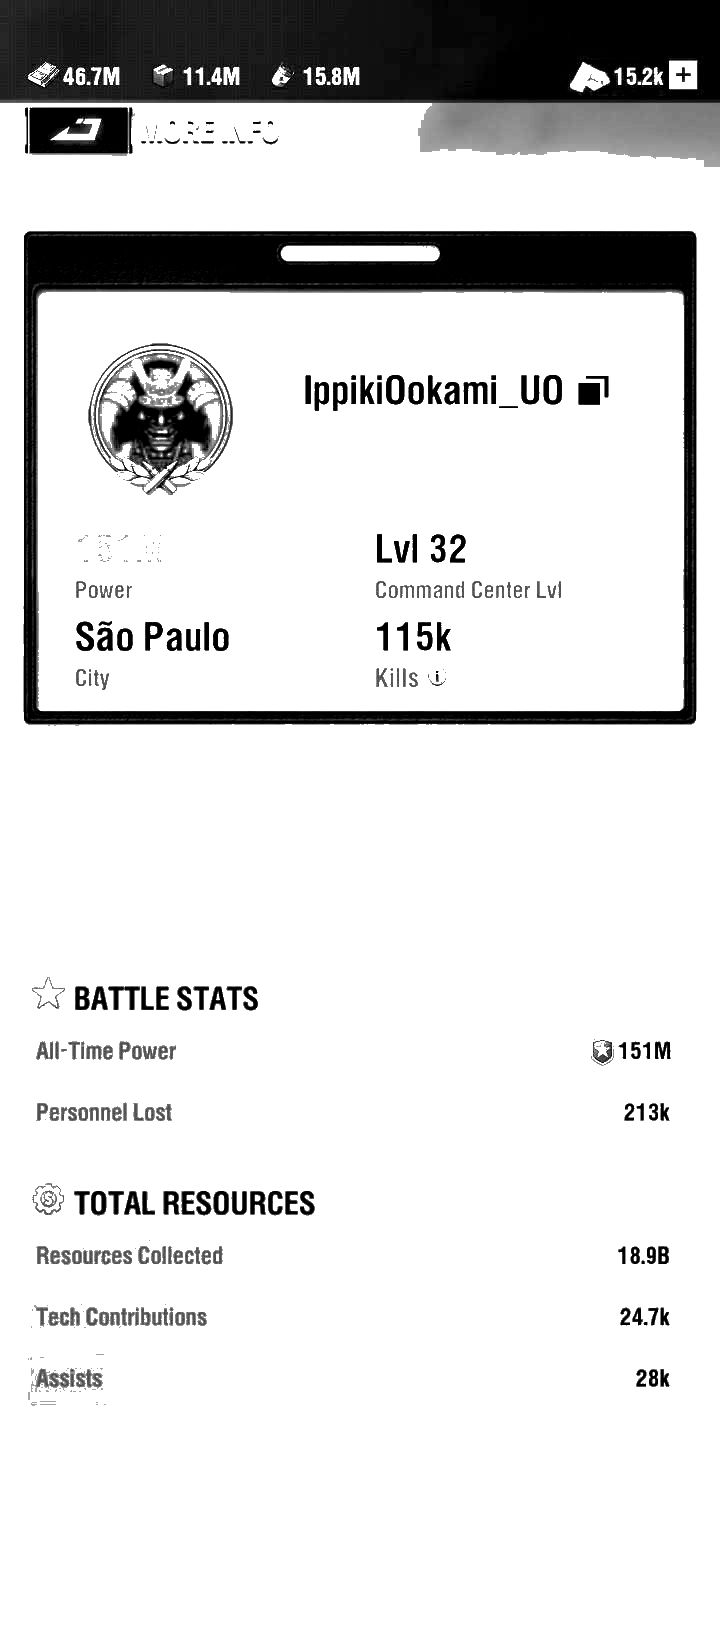 46.7M 11.4M 15.8M 15.2k +
MORE INFO
IppikiOokami_UO
151M Lvl 32
Power Command Center Lvl
São Paulo 115k
City Kills i
BATTLE STATS
All-Time Power 151M
Personnel Lost 213k
TOTAL RESOURCES
Resources Collected 18.9B
Tech Contributions 24.7k
Assists 28k